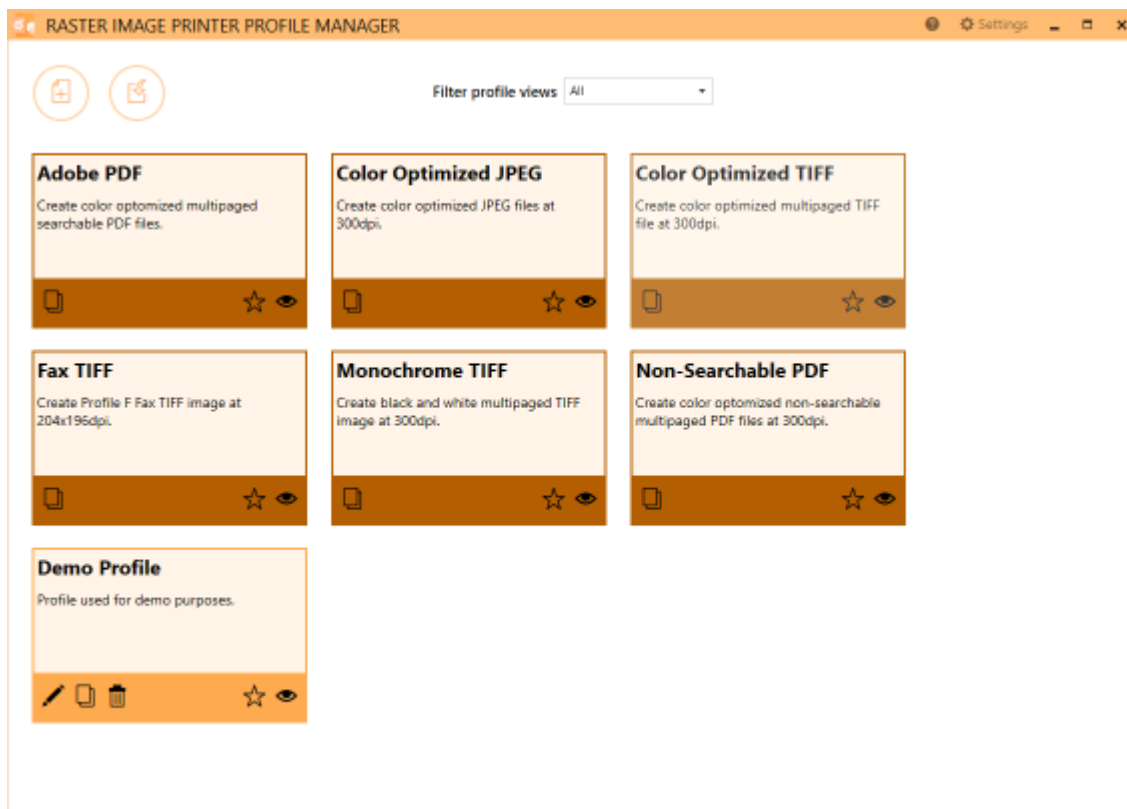 RASTER IMAGE PRINTER PROFILE MANAGER
Settings
Filter profile views All
Adobe PDF
Create color optomized multipaged
searchable PDF files.
Color Optimized JPEG
Create color optimized JPEG files at
300dpi.
Color Optimized TIFF
Create color optimized multipaged TIFF
file at 300dpi.
Fax TIFF
Create Profile F Fax TIFF image at
204x196dpi.
Monochrome TIFF
Create black and white multipaged TIFF
image at 300dpi.
Non-Searchable PDF
Create color optomized non-searchable
multipaged PDF files at 300dpi.
Demo Profile
Profile used for demo purposes.